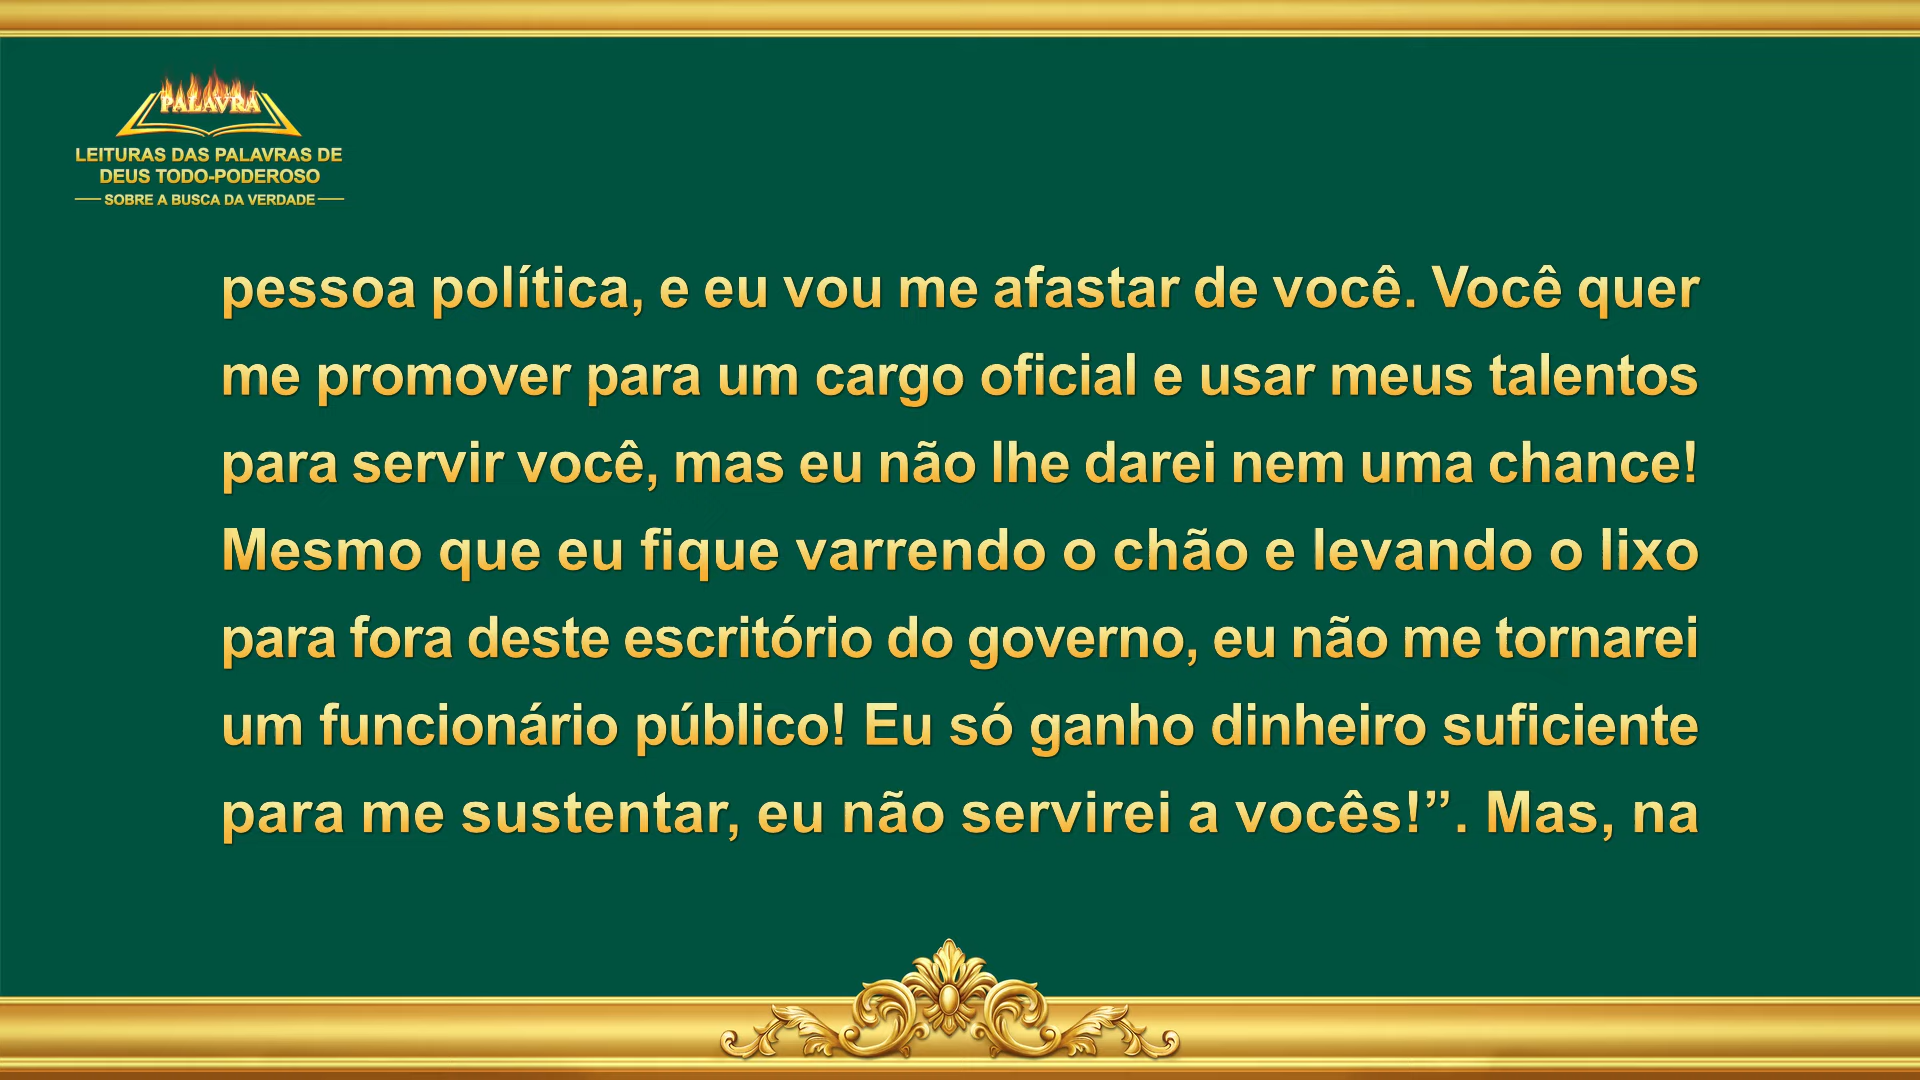 PALAVRA
LEITURAS DAS PALAVRAS DE
DEUS TODO-PODEROSO
SOBRE A BUSCA DA VERDADE
pessoa política, e eu vou me afastar de você. Você quer
me promover para um cargo oficial e usar meus talentos
para servir você, mas eu não lhe darei nem uma chance!
Mesmo que eu fique varrendo o chão e levando o lixo
para fora deste escritório do governo, eu não me tornarei
um funcionário público! Eu só ganho dinheiro suficiente
para me sustentar, eu não servirei a vocês!”. Mas, na